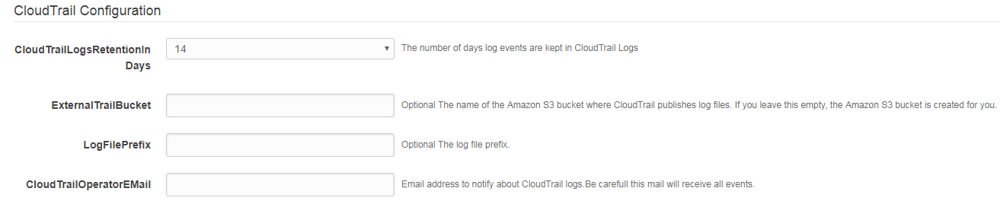 CloudTrail Configuration
CloudTrailLogsRetentionIn
Days
14
The number of days log events are kept in CloudTrail Logs
ExternalTrailBucket
Optional The name of the Amazon S3 bucket where CloudTrail publishes log files. If you leave this empty, the Amazon S3 bucket is created for you.
LogFilePrefix
Optional The log file prefix.
CloudTrailOperatorEMail
Email address to notify about CloudTrail logs.Be carefull this mail will receive all events.